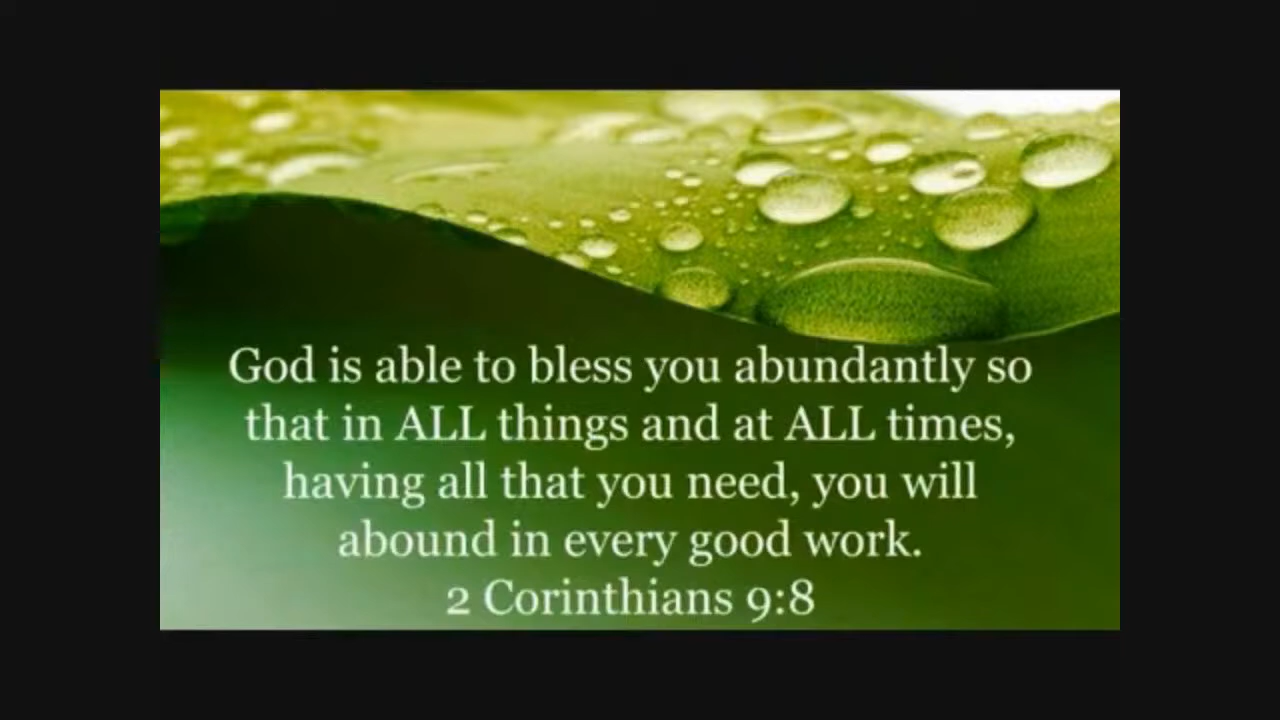 God is able to bless you abundantly so
that in ALL things and at ALL times,
having all that you need, you will
abound in every good work.
2 Corinthians 9:8